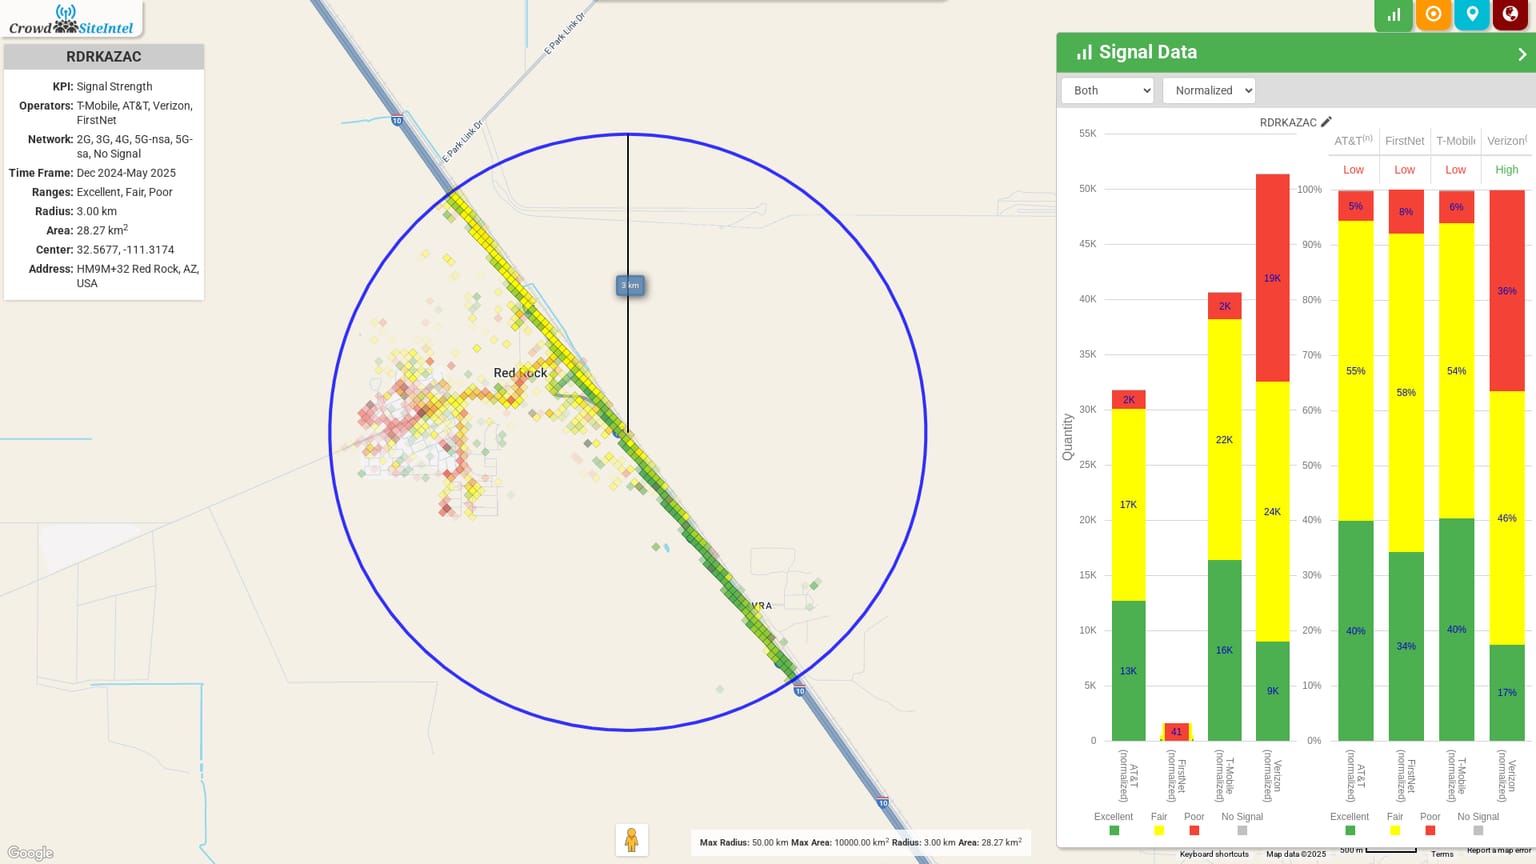 Crowd SiteIntel
RDRKAZAC
KPI: Signal Strength
Operators: T-Mobile, AT&T, Verizon,
FirstNet
Network: 2G, 3G, 4G, 5G-nsa, 5G-
sa, No Signal
Time Frame: Dec 2024-May 2025
Ranges: Excellent, Fair, Poor
Radius: 3.00 km
Area: 28.27 km²
Center: 32.5677, -111.3174
Address: HM9M+32 Red Rock, AZ,
USA
E Park Link Dr
E Park Link Dr
10
3 km
Red Rock
VRA
10
10
Google
Max Radius: 50.00 km Max Area: 10000.00 km² Radius: 3.00 km Area: 28.27 km²
Signal Data
Both
Normalized
RDRKAZAC
55K
50K
45K
40K
35K
30K
25K
20K
15K
10K
5K
0
Quantity
2K
17K
13K
41
2K
22K
16K
19K
24K
9K
AT&T (normalized)
FirstNet (normalized)
T-Mobile (normalized)
Verizon (normalized)
Excellent Fair Poor No Signal
AT&T(n) FirstNet T-Mobile Verizon(
Low Low Low High
100%
90%
80%
70%
60%
50%
40%
30%
20%
10%
0%
5%
55%
40%
8%
58%
34%
6%
54%
40%
36%
46%
17%
AT&T (normalized)
FirstNet (normalized)
T-Mobile (normalized)
Verizon (normalized)
Excellent Fair Poor No Signal
Keyboard shortcuts Map data ©2025 500 m Terms Report a map error